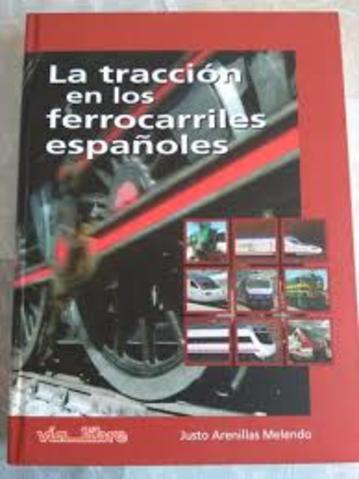 La tracción
en los
ferrocarriles
españoles
vía libre
Justo Arenillas Melendo